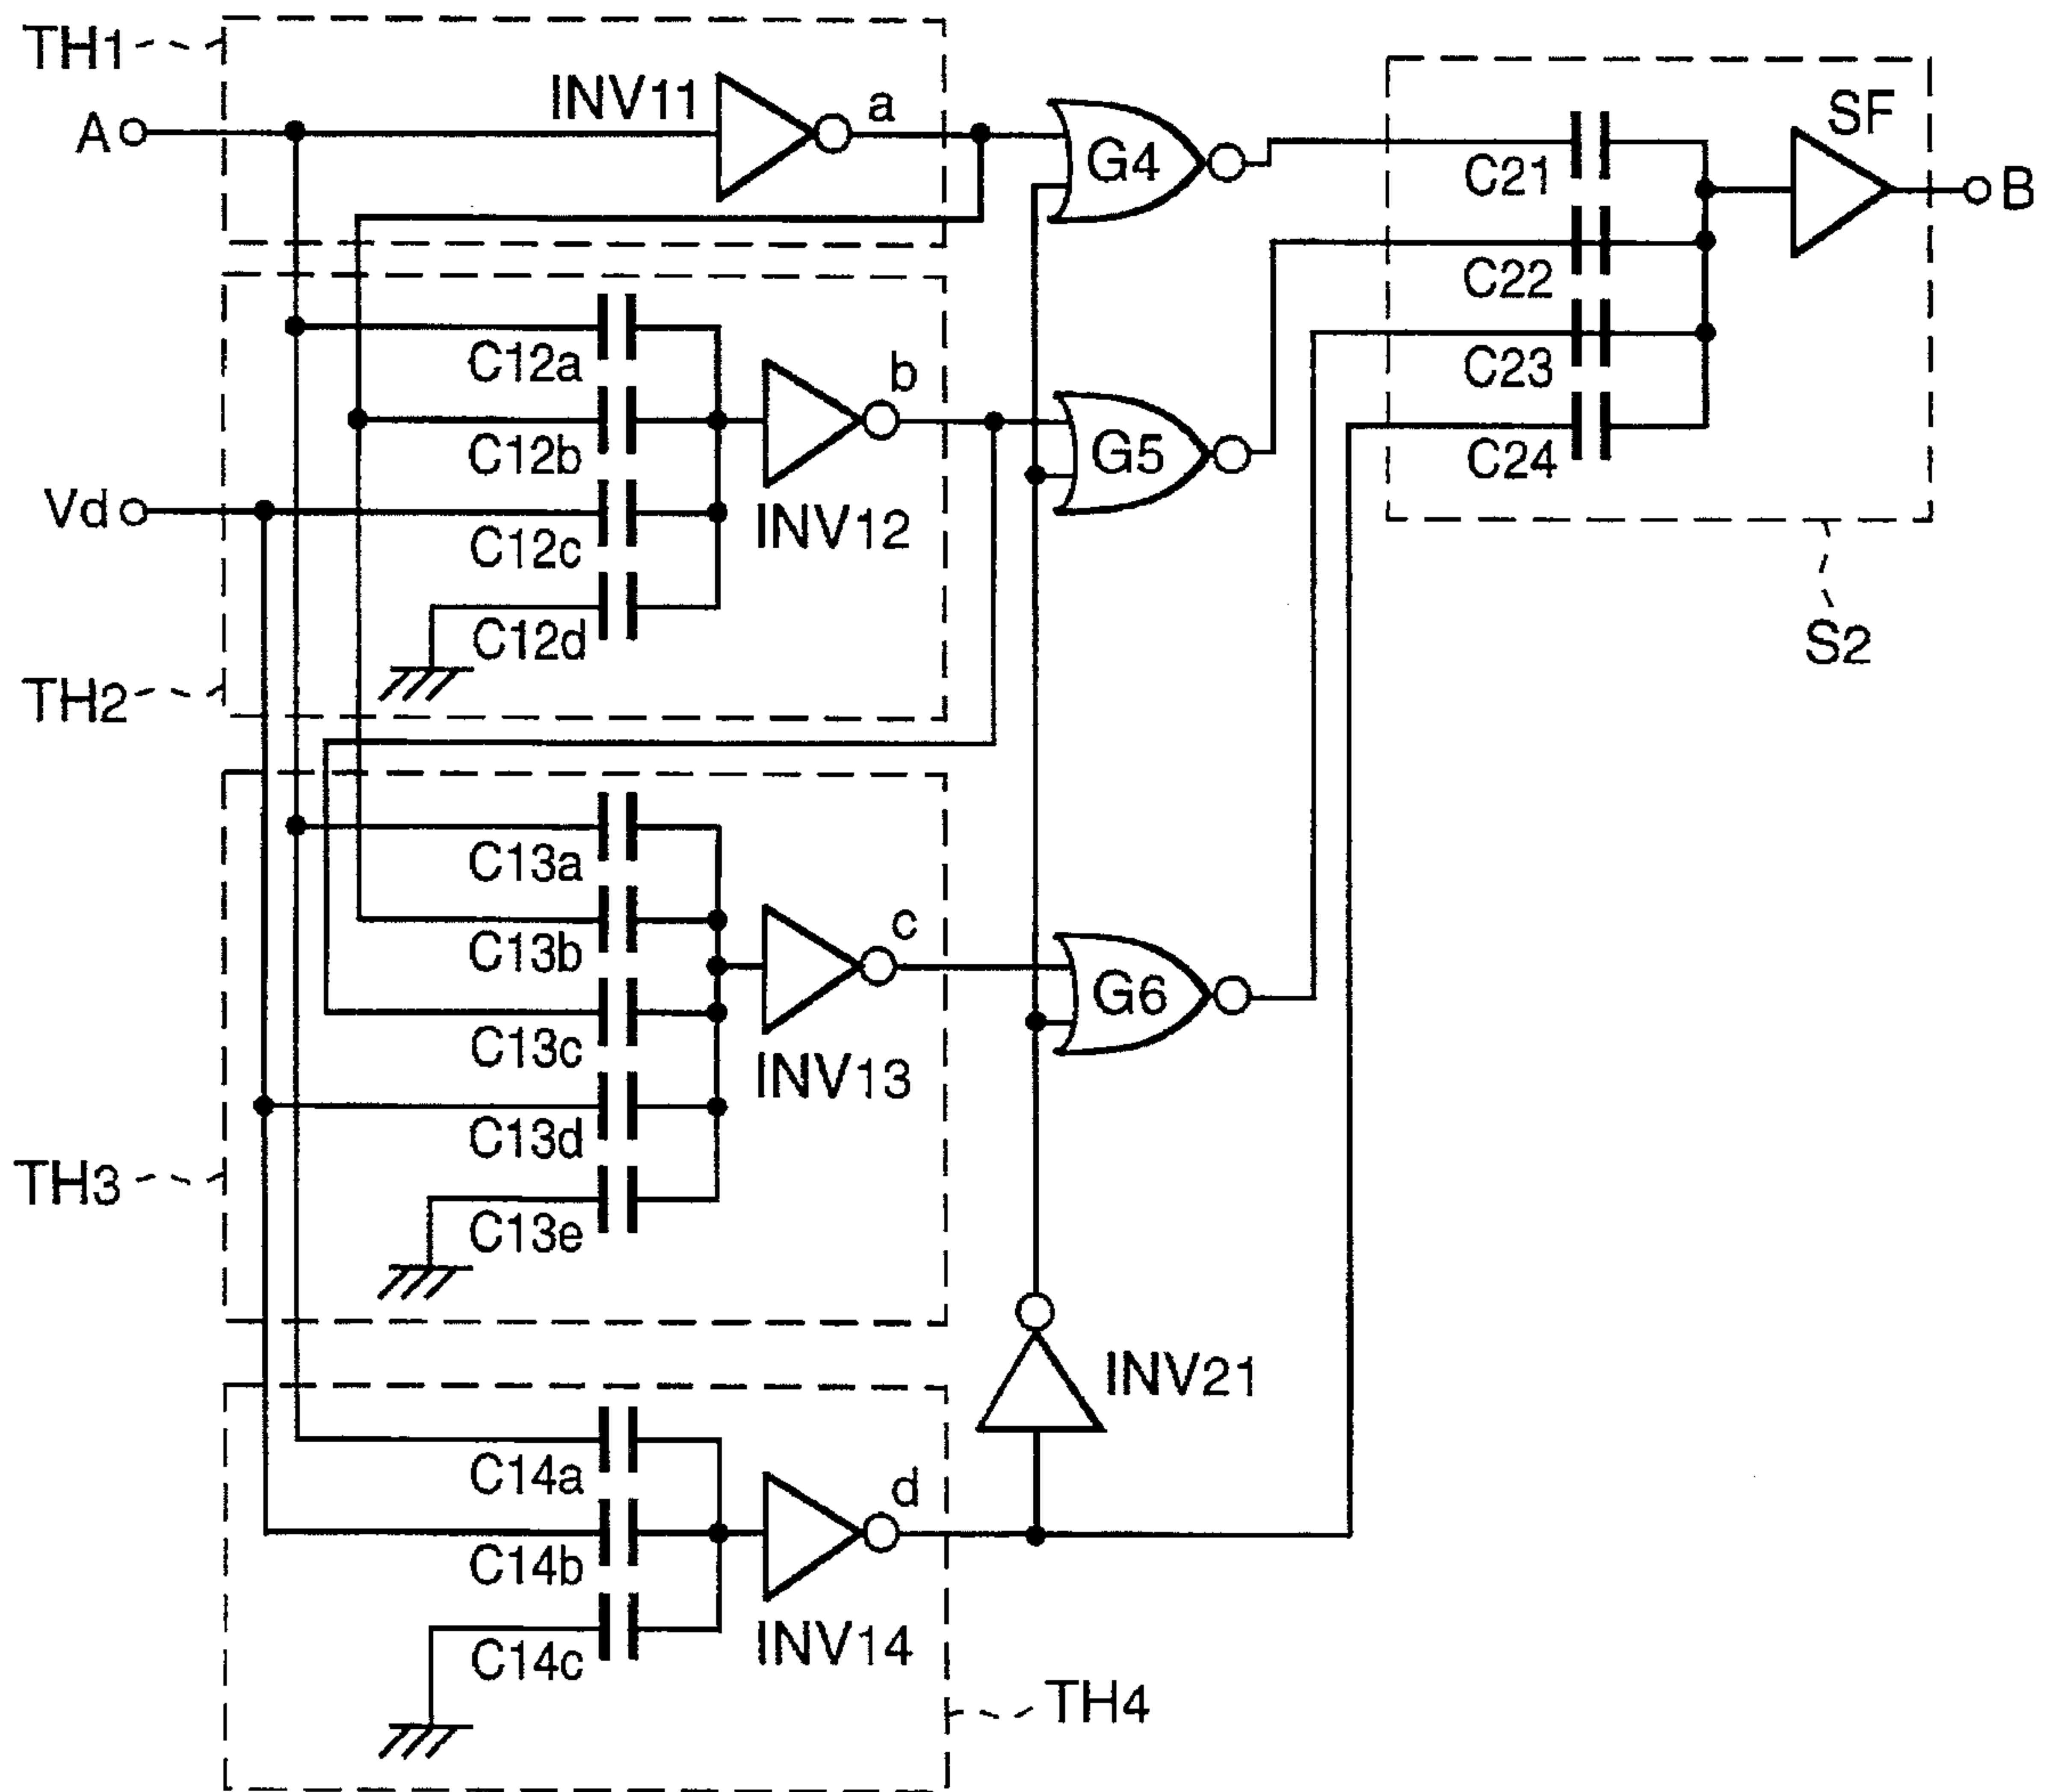 TH1
INV11
a
A
G4
C21
SF
B
C22
C23
C24
S2
C12a
b
C12b
G5
Vd
INV12
C12c
C12d
TH2
C13a
c
C13b
G6
C13c
INV13
C13d
TH3
C13e
INV21
C14a
d
C14b
INV14
C14c
TH4